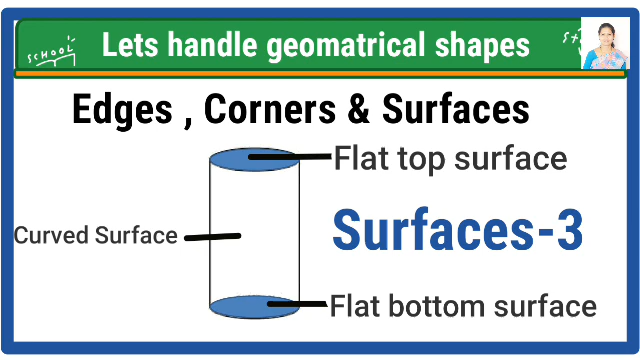 SCHOOL
Lets handle geomatrical shapes
Edges , Corners & Surfaces
Flat top surface
Curved Surface
Surfaces-3
Flat bottom surface